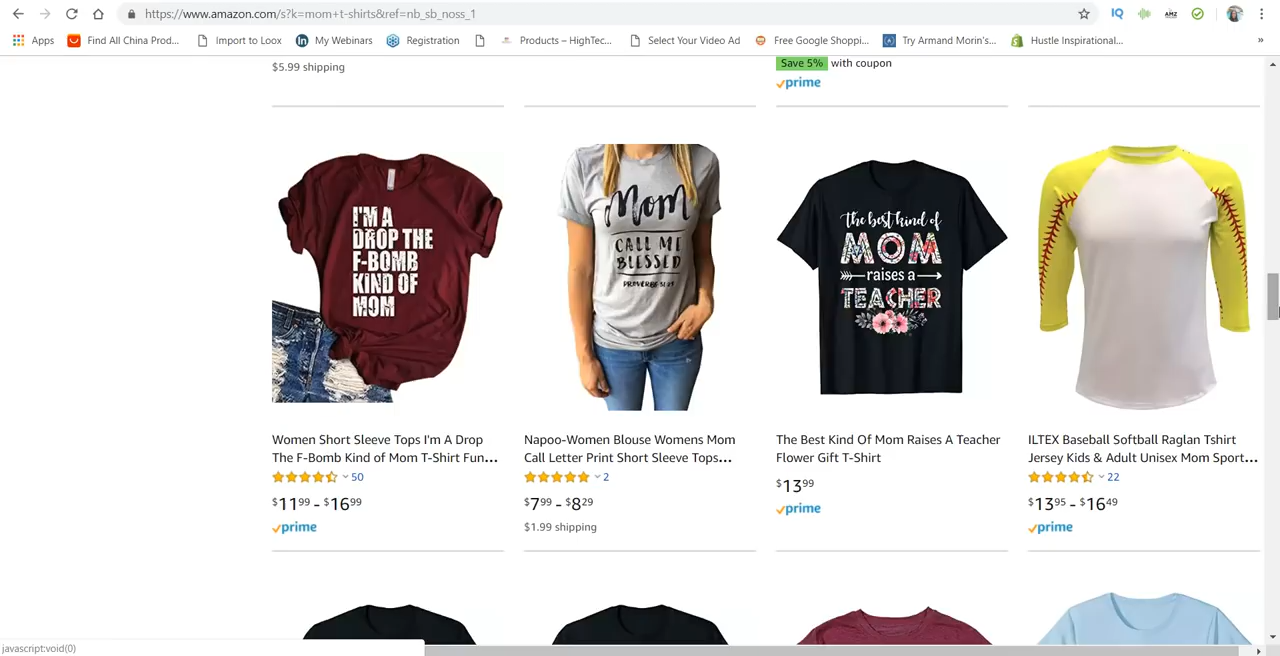 https://www.amazon.com/s?k=mom+t-shirts&ref=nb_sb_noss_1
IQ
AMZ
Apps
Find All China Prod...
Import to Loox
My Webinars
Registration
Products – HighTec...
Select Your Video Ad
Free Google Shoppi...
Try Armand Morin's...
Hustle Inspirational...
»
$5.99 shipping
Save 5% with coupon
prime
I'M A
DROP THE
F-BOMB
KIND OF
MOM
Mom
CALL ME
BLESSED
The best kind of
MOM
raises a
TEACHER
Women Short Sleeve Tops I'm A Drop
The F-Bomb Kind of Mom T-Shirt Fun...
50
$11.99 - $16.99
prime
Napoo-Women Blouse Womens Mom
Call Letter Print Short Sleeve Tops...
2
$7.99 - $8.29
$1.99 shipping
The Best Kind Of Mom Raises A Teacher
Flower Gift T-Shirt
$13.99
prime
ILTEX Baseball Softball Raglan Tshirt
Jersey Kids & Adult Unisex Mom Sport...
22
$13.95 - $16.49
prime
javascript:void(0)